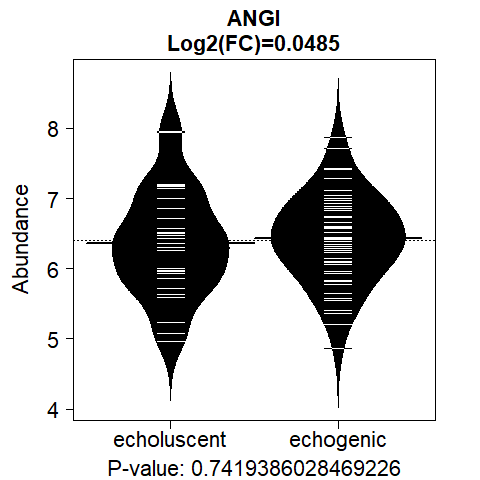 ANGI
Log2(FC)=0.0485
Abundance
8
7
6
5
4
echoluscent echogenic
P-value: 0.7419386028469226